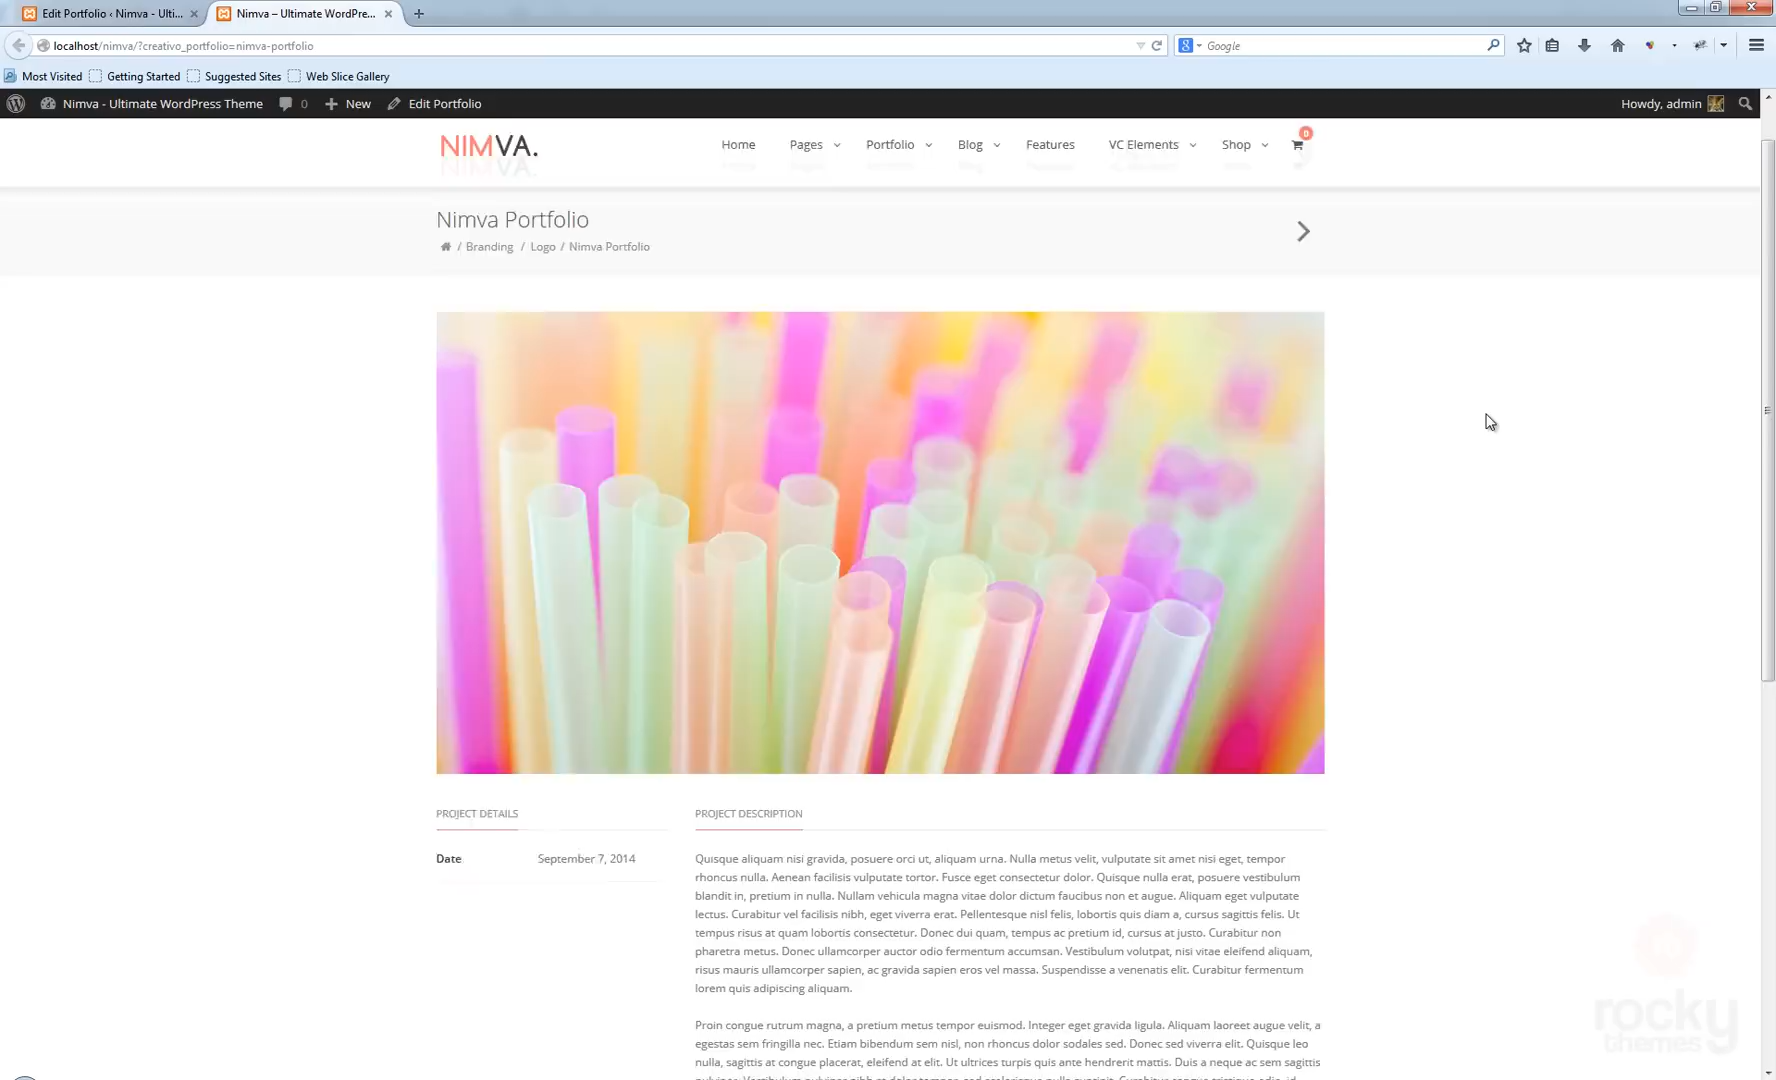 Edit Portfolio ‹ Nimva - Ulti...
Nimva – Ultimate WordPre...
localhost/nimva/?creativo_portfolio=nimva-portfolio
Google
Most Visited Getting Started Suggested Sites Web Slice Gallery
Nimva - Ultimate WordPress Theme 0 New Edit Portfolio Howdy, admin
NIMVA. Home Pages Portfolio Blog Features VC Elements Shop 0
Nimva Portfolio
/ Branding / Logo / Nimva Portfolio
PROJECT DETAILS
Date September 7, 2014
PROJECT DESCRIPTION
Quisque aliquam nisi gravida, posuere orci ut, aliquam urna. Nulla metus velit, vulputate sit amet nisi eget, tempor
rhoncus nulla. Aenean facilisis vulputate tortor. Fusce eget consectetur dolor. Quisque nulla erat, posuere vestibulum
blandit in, pretium in nulla. Nullam vehicula magna vitae dolor dictum faucibus non et augue. Aliquam eget vulputate
lectus. Curabitur vel facilisis nibh, eget viverra erat. Pellentesque nisl felis, lobortis quis diam a, cursus sagittis felis. Ut
tempus risus at quam lobortis consectetur. Donec dui quam, tempus ac pretium id, cursus at justo. Curabitur non
pharetra metus. Donec ullamcorper auctor odio fermentum accumsan. Vestibulum volutpat, nisi vitae eleifend aliquam,
risus mauris ullamcorper sapien, ac gravida sapien eros vel massa. Suspendisse a venenatis elit. Curabitur fermentum
lorem quis adipiscing aliquam.
Proin congue rutrum magna, a pretium metus tempor euismod. Integer eget gravida ligula. Aliquam laoreet augue velit, a
egestas sem fringilla nec. Etiam bibendum sem nisl, non rhoncus dolor sodales sed. Donec sed viverra elit. Quisque leo
nulla, sagittis at congue placerat, eleifend at elit. Ut ultrices turpis quis ante hendrerit mattis. Duis a neque ac sem sagittis
rocky
themes